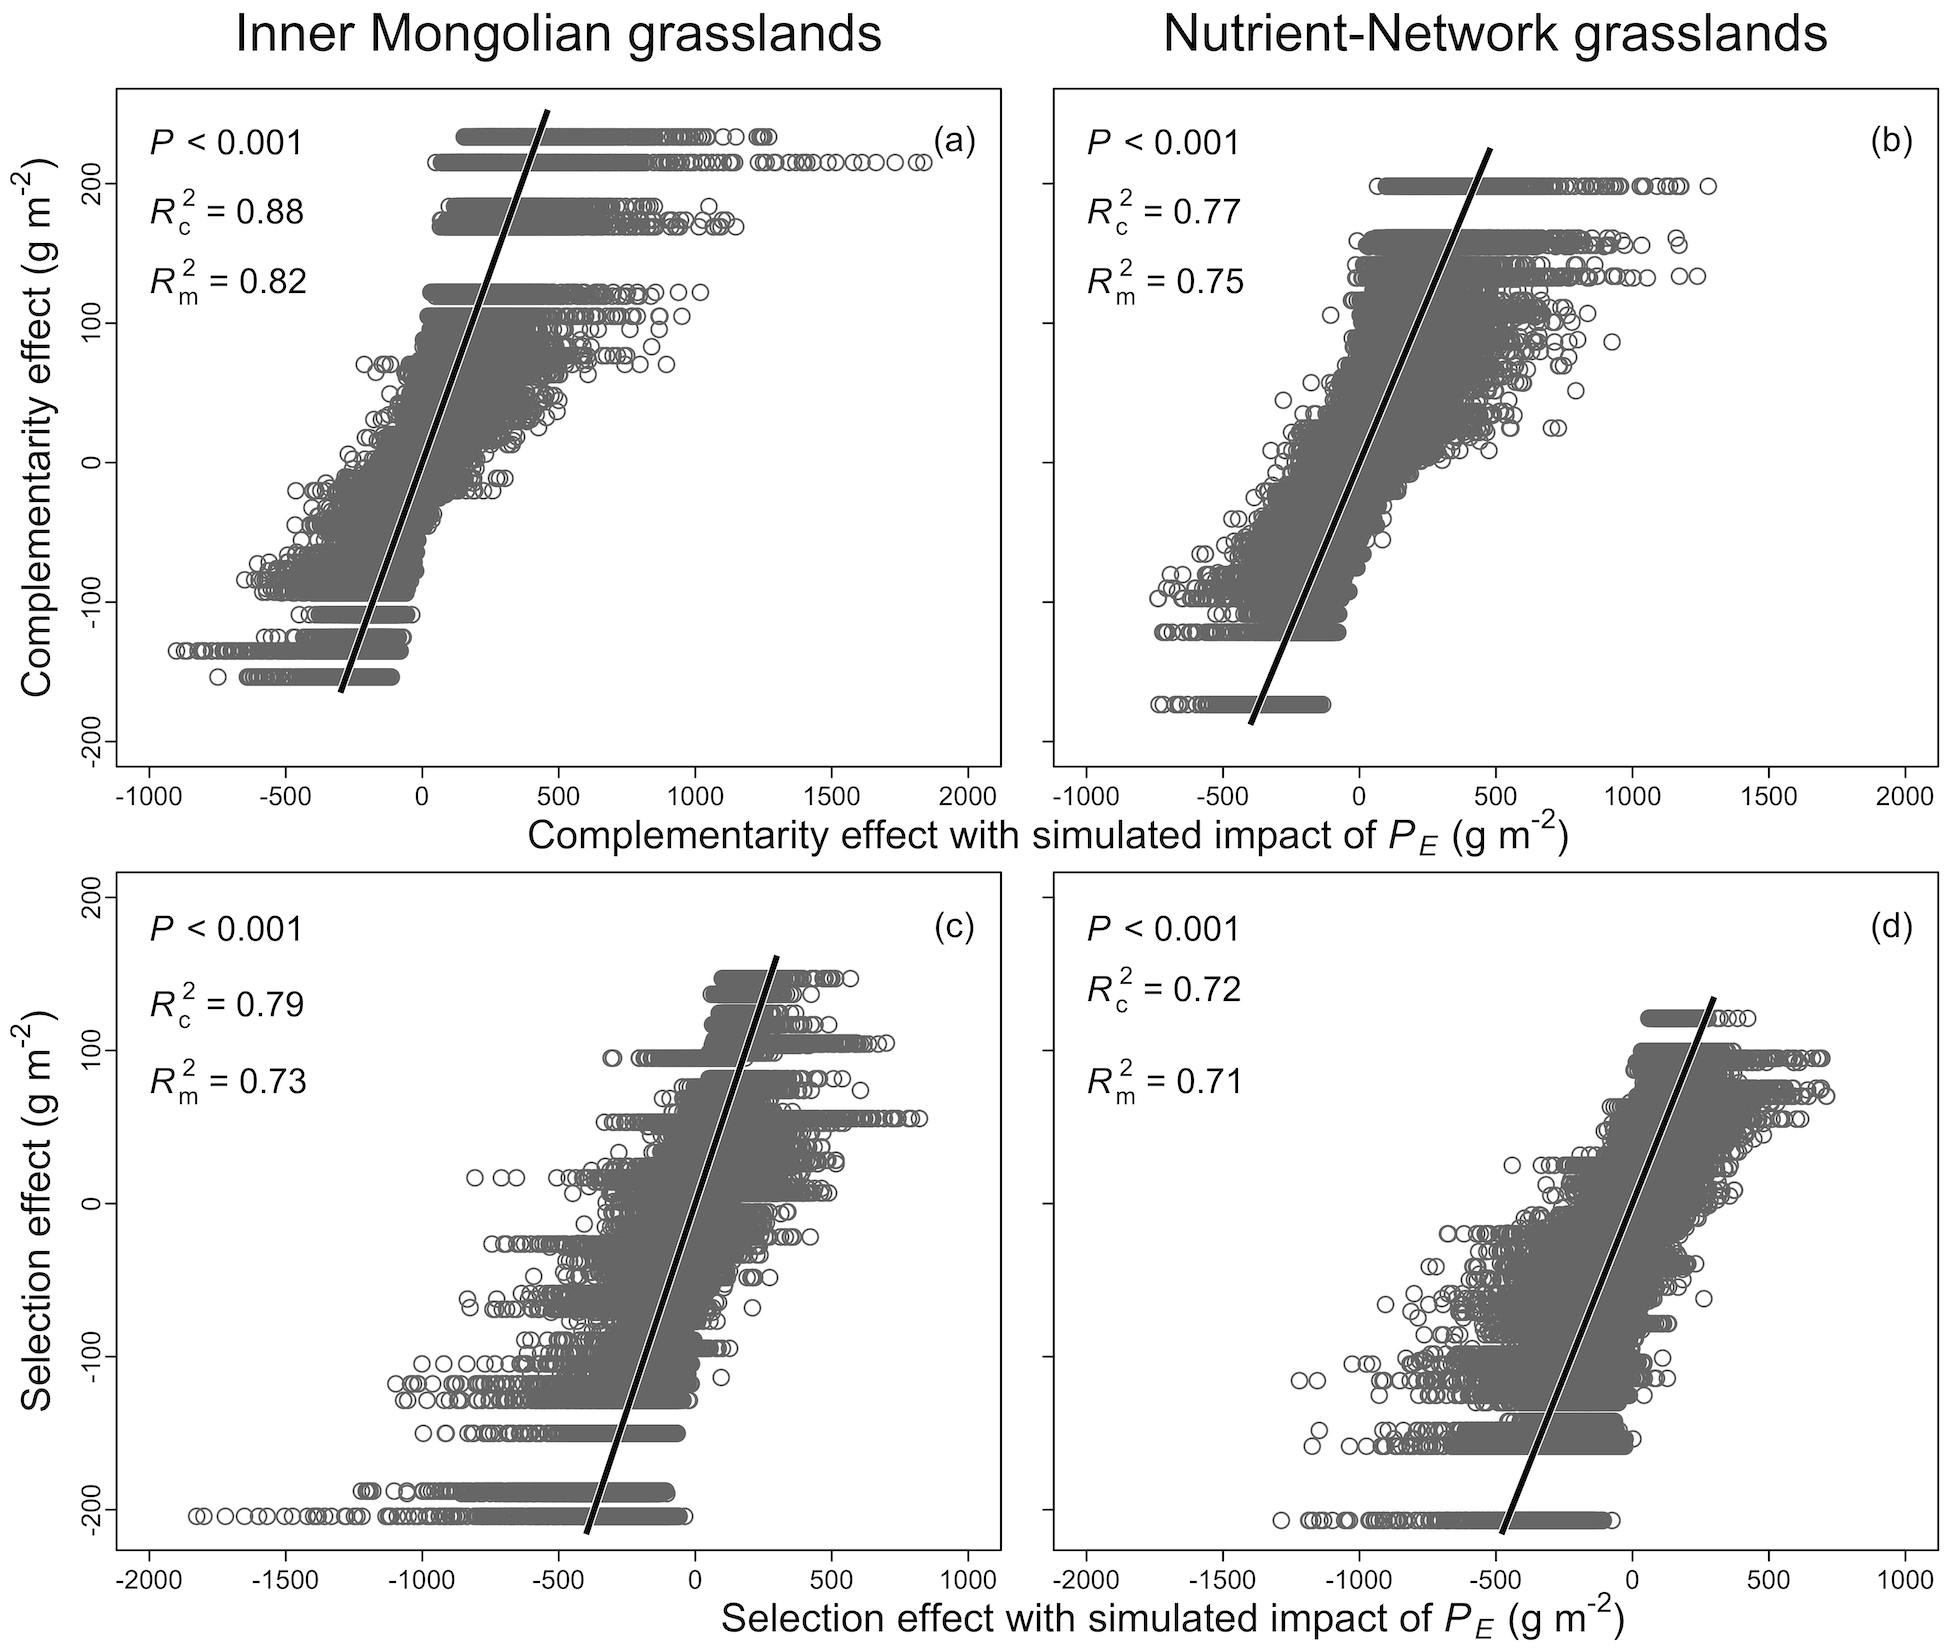 Inner Mongolian grasslands
Nutrient-Network grasslands
P < 0.001
R²c = 0.88
R²m = 0.82
(a)
P < 0.001
R²c = 0.77
R²m = 0.75
(b)
Complementarity effect (g m⁻²)
200
100
0
-100
-200
-1000 -500 0 500 1000 1500 2000
-1000 -500 0 500 1000 1500 2000
Complementarity effect with simulated impact of P_E (g m⁻²)
P < 0.001
R²c = 0.79
R²m = 0.73
(c)
P < 0.001
R²c = 0.72
R²m = 0.71
(d)
Selection effect (g m⁻²)
200
100
0
-100
-200
-2000 -1500 -1000 -500 0 500 1000
-2000 -1500 -1000 -500 0 500 1000
Selection effect with simulated impact of P_E (g m⁻²)